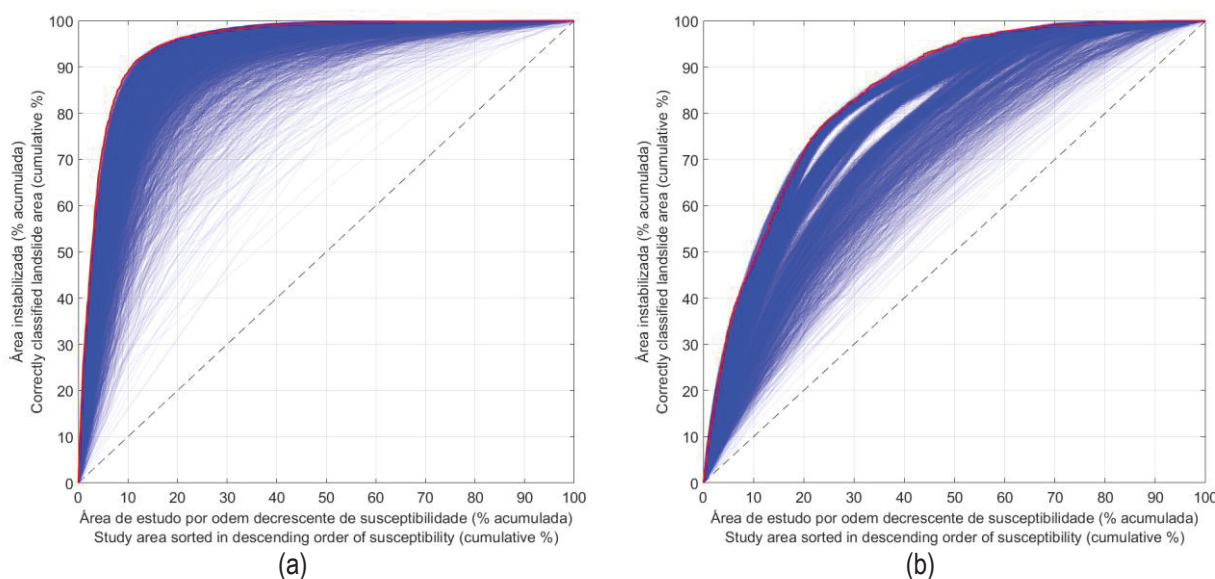 100
90
80
70
60
50
40
30
20
10
0
0 10 20 30 40 50 60 70 80 90 100
Área instabilizada (% acumulada)
Correctly classified landslide area (cumulative %)
Área de estudo por odem decrescente de susceptibilidade (% acumulada)
Study area sorted in descending order of susceptibility (cumulative %)
(a)
100
90
80
70
60
50
40
30
20
10
0
0 10 20 30 40 50 60 70 80 90 100
Área instabilizada (% acumulada)
Correctly classified landslide area (cumulative %)
Área de estudo por odem decrescente de susceptibilidade (% acumulada)
Study area sorted in descending order of susceptibility (cumulative %)
(b)